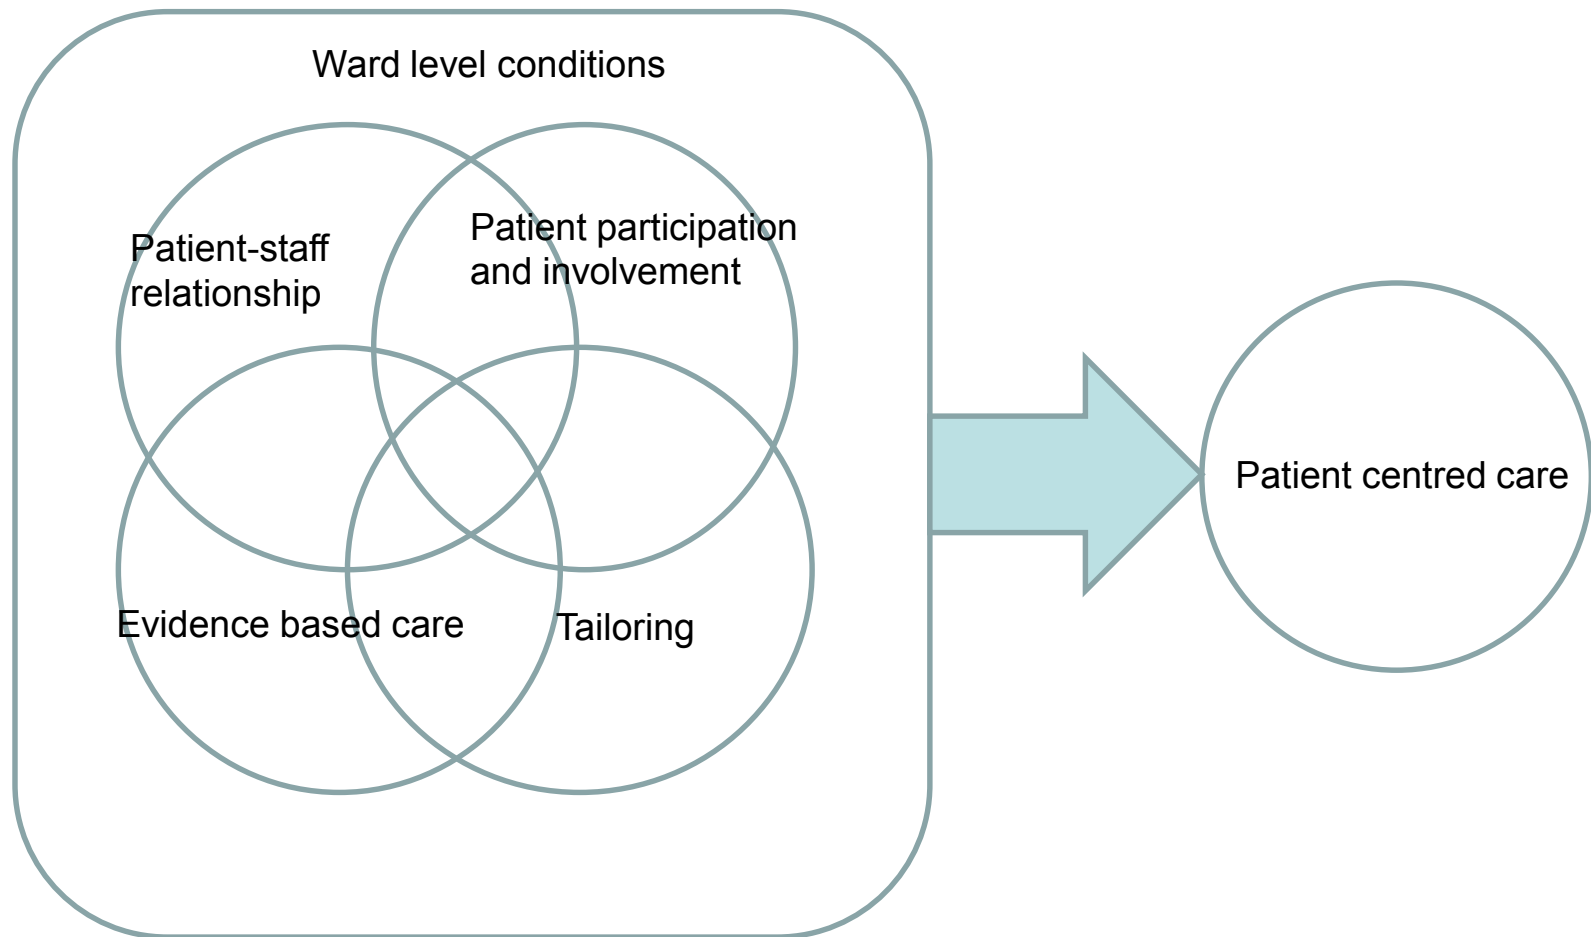 Ward level conditions
Patient-staff
relationship
Patient participation
and involvement
Evidence based care
Tailoring
Patient centred care